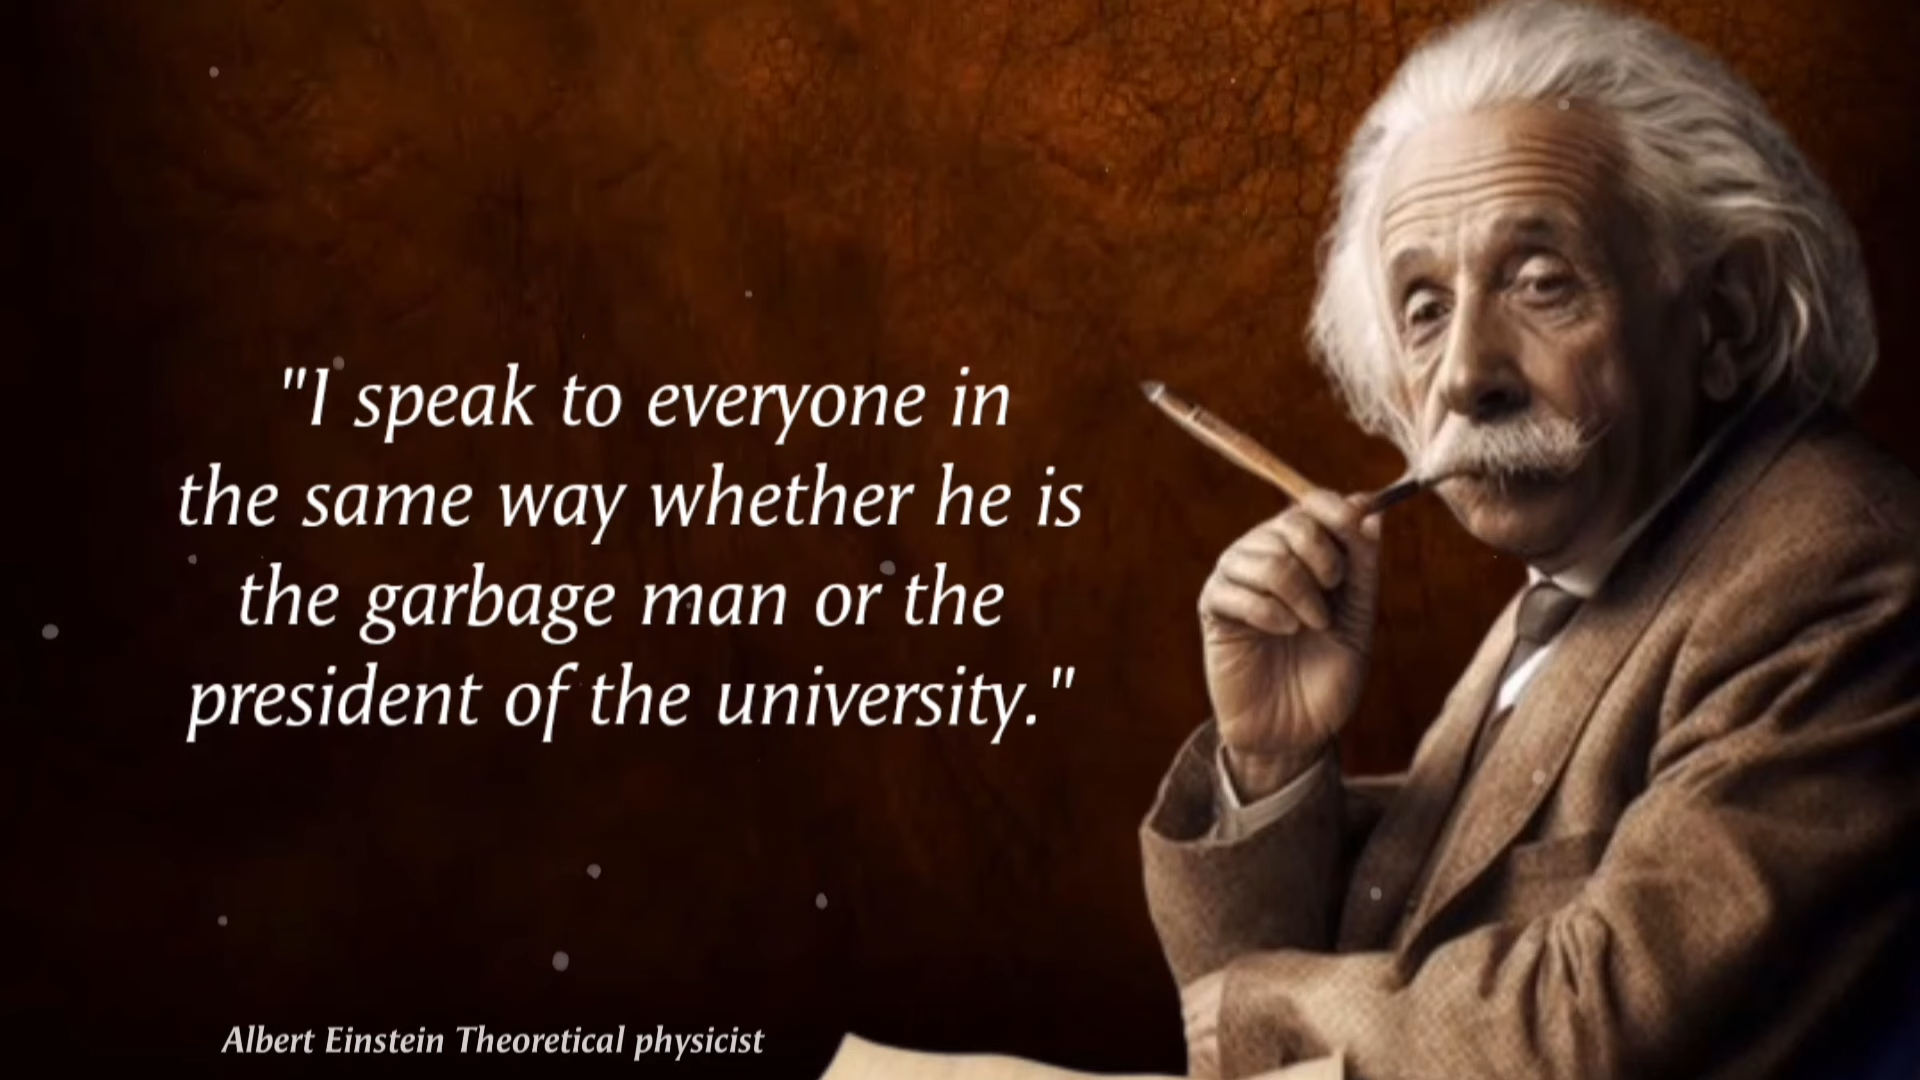 "I speak to everyone in
the same way whether he is
the garbage man or the
president of the university."
Albert Einstein Theoretical physicist